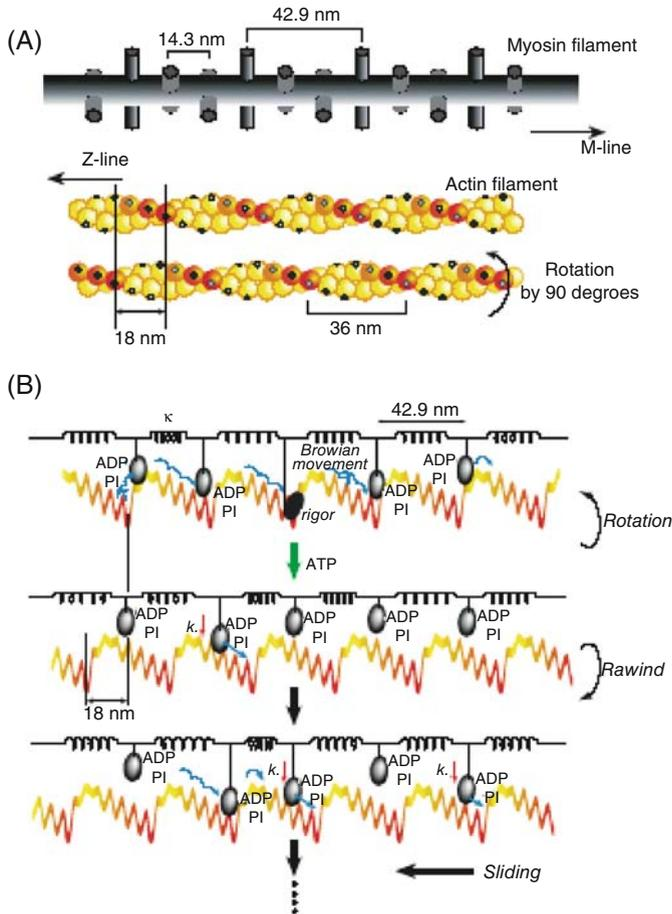 (A)
42.9 nm
14.3 nm
Myosin filament
M-line
Z-line
Actin filament
Rotation
by 90 degroes
18 nm
36 nm
(B)
κ
42.9 nm
ADP
PI
ADP
PI
Browian
movement
rigor
ADP
PI
ADP
PI
Rotation
ATP
ADP
PI
k.
ADP
PI
ADP
PI
ADP
PI
ADP
PI
Rawind
18 nm
ADP
PI
ADP
PI
k.
ADP
PI
ADP
PI
k.
ADP
PI
Sliding